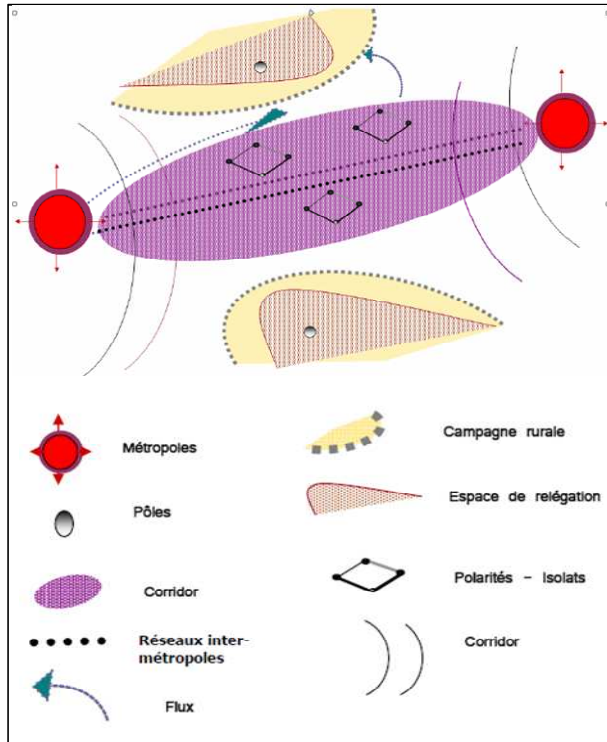 Métropoles
Pôles
Corridor
Réseaux inter-
métropoles
Flux
Campagne rurale
Espace de relégation
Polarités - Isolats
Corridor